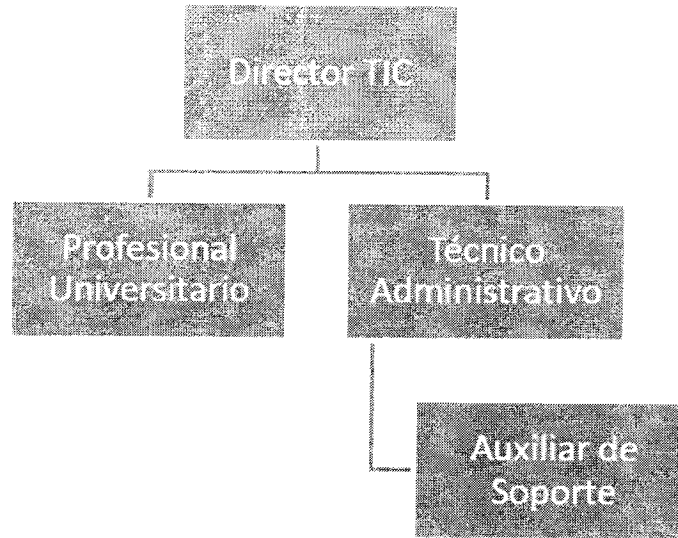 Director TIC
Profesional
Universitario
Técnico
Administrativo
Auxiliar de
Soporte